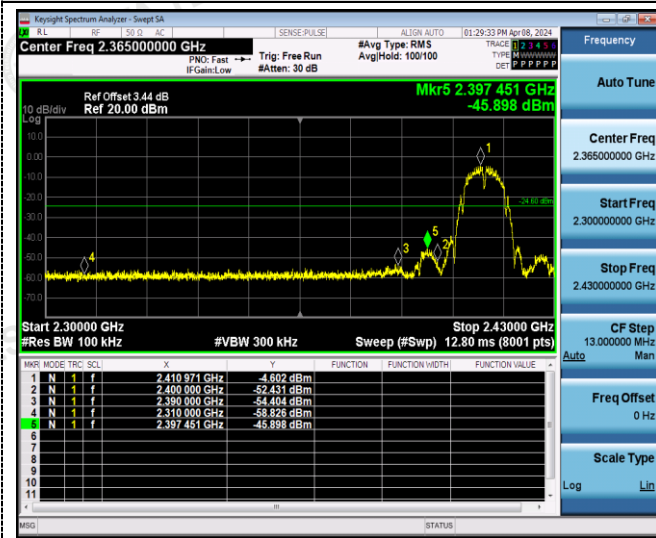 Keysight Spectrum Analyzer - Swept SA
RL RF 50 Ω AC SENSE:PULSE ALIGN AUTO 01:29:33 PM Apr 08, 2024
Center Freq 2.365000000 GHz
PNO: Fast
IFGain:Low
Trig: Free Run
#Atten: 30 dB
#Avg Type: RMS
Avg|Hold: 100/100
TRACE 1 2 3 4 5 6
TYPE M WWWWW
DET P P P P P P
Ref Offset 3.44 dB
Ref 20.00 dBm
10 dB/div
Log
Mkr5 2.397 451 GHz
-45.898 dBm
10.0
0.00
-10.0
-20.0
-30.0
-40.0
-50.0
-60.0
-70.0
-24.60 dBm
1
2
3
4
5
Start 2.30000 GHz
Stop 2.43000 GHz
#Res BW 100 kHz
#VBW 300 kHz
Sweep (#Swp) 12.80 ms (8001 pts)
MKR MODE TRC SCL X Y FUNCTION FUNCTION WIDTH FUNCTION VALUE
1 N 1 f 2.410 971 GHz -4.602 dBm
2 N 1 f 2.400 000 GHz -52.431 dBm
3 N 1 f 2.390 000 GHz -54.404 dBm
4 N 1 f 2.310 000 GHz -58.826 dBm
5 N 1 f 2.397 451 GHz -45.898 dBm
6
7
8
9
10
11
MSG
STATUS
Frequency
Auto Tune
Center Freq
2.365000000 GHz
Start Freq
2.300000000 GHz
Stop Freq
2.430000000 GHz
CF Step
13.000000 MHz
Auto Man
Freq Offset
0 Hz
Scale Type
Log Lin